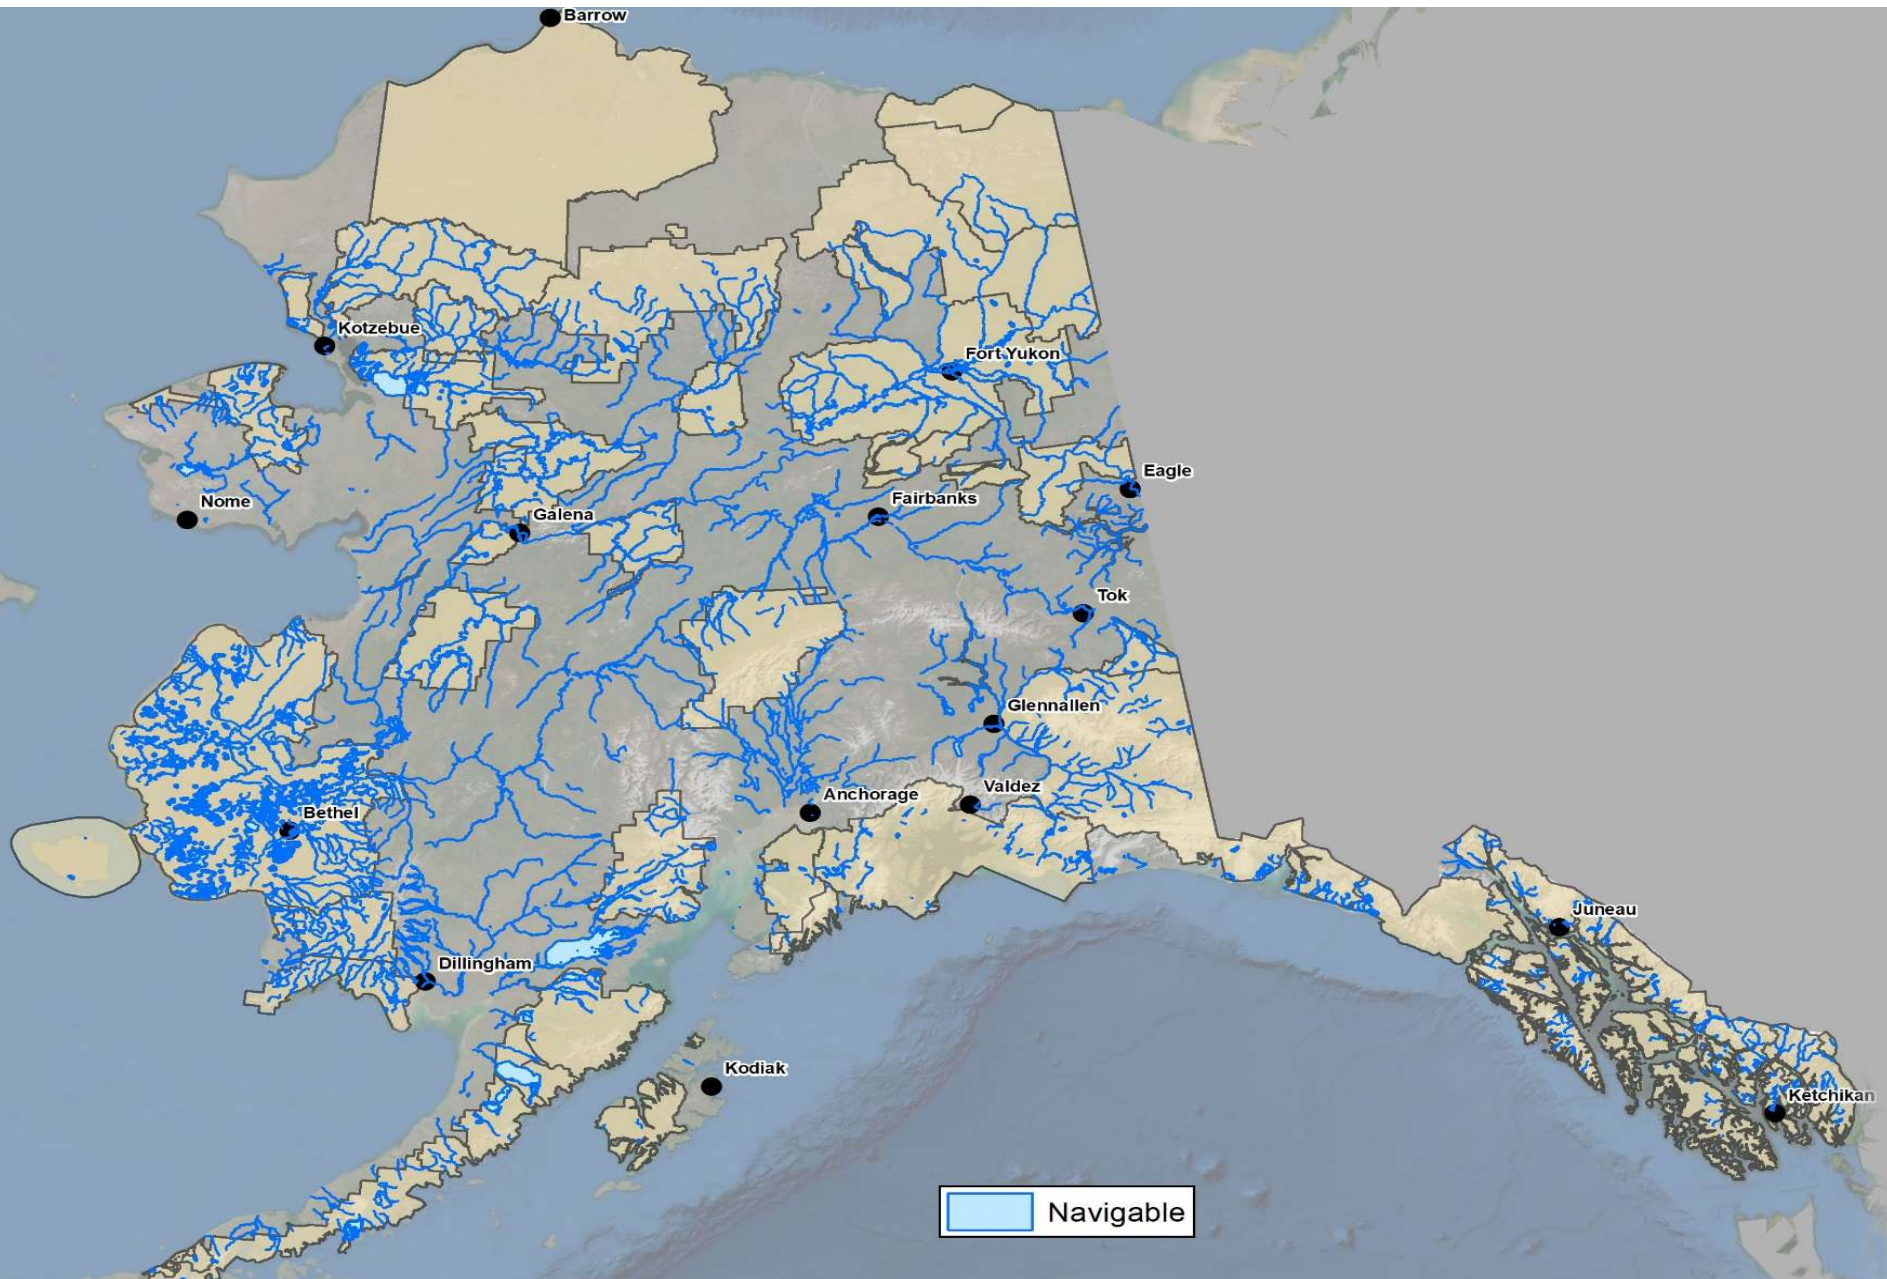 Barrow
Kotzebue
Fort Yukon
Eagle
Nome
Fairbanks
Galena
Tok
Glennallen
Valdez
Anchorage
Bethel
Juneau
Dillingham
Kodiak
Ketchikan
Navigable